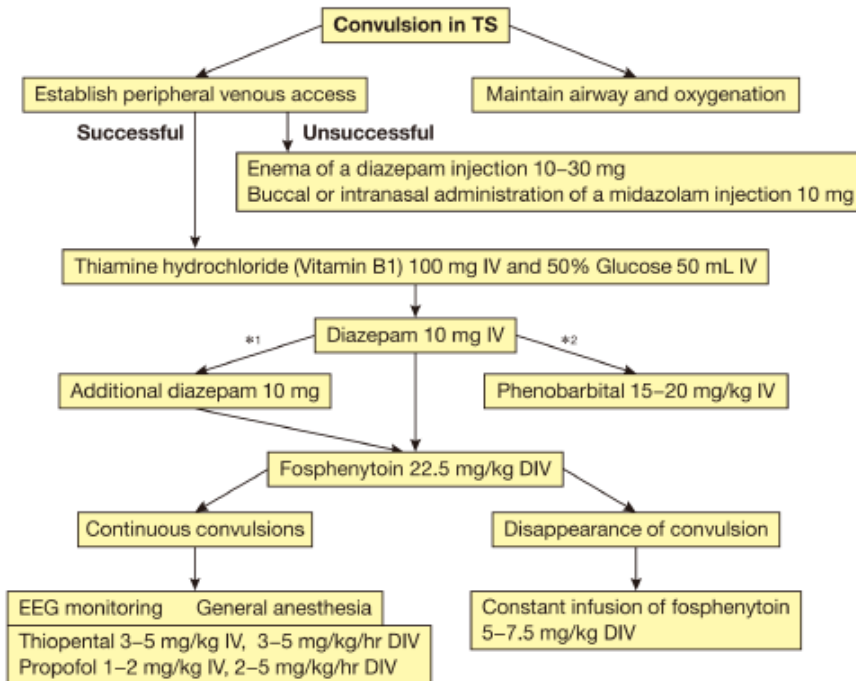 Convulsion in TS
Establish peripheral venous access
Maintain airway and oxygenation
Successful
Unsuccessful
Enema of a diazepam injection 10–30 mg
Buccal or intranasal administration of a midazolam injection 10 mg
Thiamine hydrochloride (Vitamin B1) 100 mg IV and 50% Glucose 50 mL IV
Diazepam 10 mg IV
*1
*2
Additional diazepam 10 mg
Phenobarbital 15–20 mg/kg IV
Fosphenytoin 22.5 mg/kg DIV
Continuous convulsions
Disappearance of convulsion
EEG monitoring General anesthesia
Thiopental 3–5 mg/kg IV, 3–5 mg/kg/hr DIV
Propofol 1–2 mg/kg IV, 2–5 mg/kg/hr DIV
Constant infusion of fosphenytoin
5–7.5 mg/kg DIV